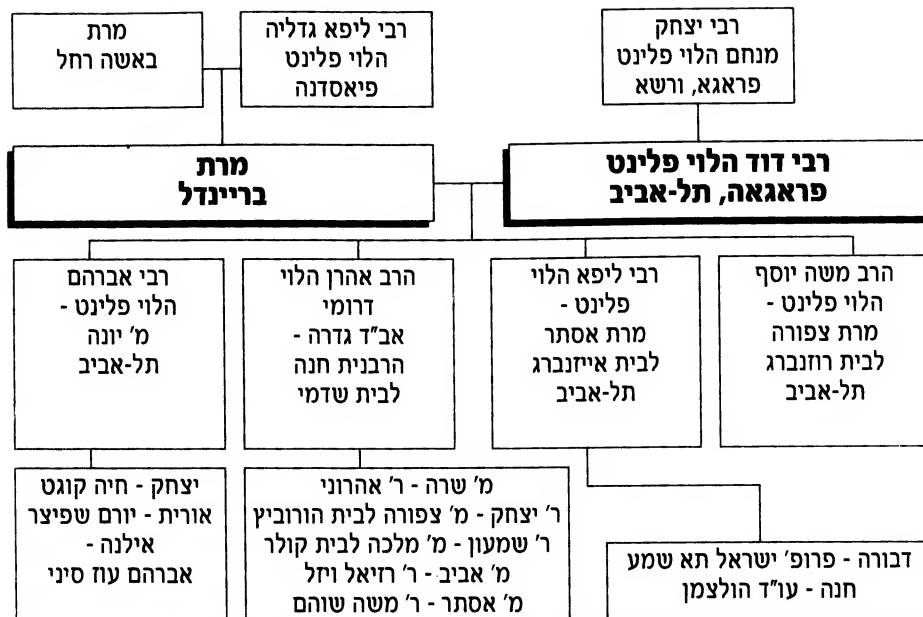 רבי יצחק
מנחם הלוי פלינט
פראגא, ורשא
רבי ליפא גדליה
הלוי פלינט
פיאסדנה
מרת
באשה רחל
רבי דוד הלוי פלינט
פראגאה, תל-אביב
מרת
בריינדל
הרב משה יוסף
הלוי פלינט -
מרת צפורה
לבית רוזנברג
תל-אביב
רבי ליפא הלוי
פלינט -
מרת אסתר
לבית אייזנברג
תל-אביב
הרב אהרן הלוי
דרומי
אב"ד גדרה -
הרבנית חנה
לבית שדמי
רבי אברהם
הלוי פלינט -
מ' יונה
תל-אביב
דבורה - פרופ' ישראל תא שמע
חנה - עו"ד הולצמן
מ' שרה - ר' אהרוני
ר' יצחק - מ' צפורה לבית הורוביץ
ר' שמעון - מ' מלכה לבית קולר
מ' אביב - ר' רזיאל ויזל
מ' אסתר - ר' משה שוהם
יצחק - חיה קוגט
אורית - יורם שפיצר
אילנה -
אברהם עוז סיני